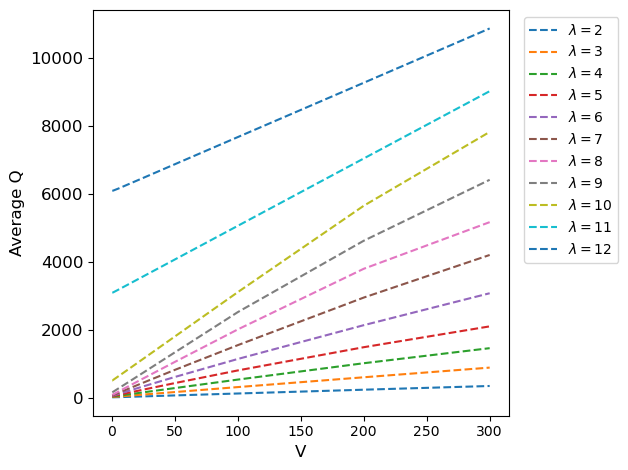 10000
8000
6000
4000
2000
0
Average Q
0 50 100 150 200 250 300
V
λ = 2
λ = 3
λ = 4
λ = 5
λ = 6
λ = 7
λ = 8
λ = 9
λ = 10
λ = 11
λ = 12